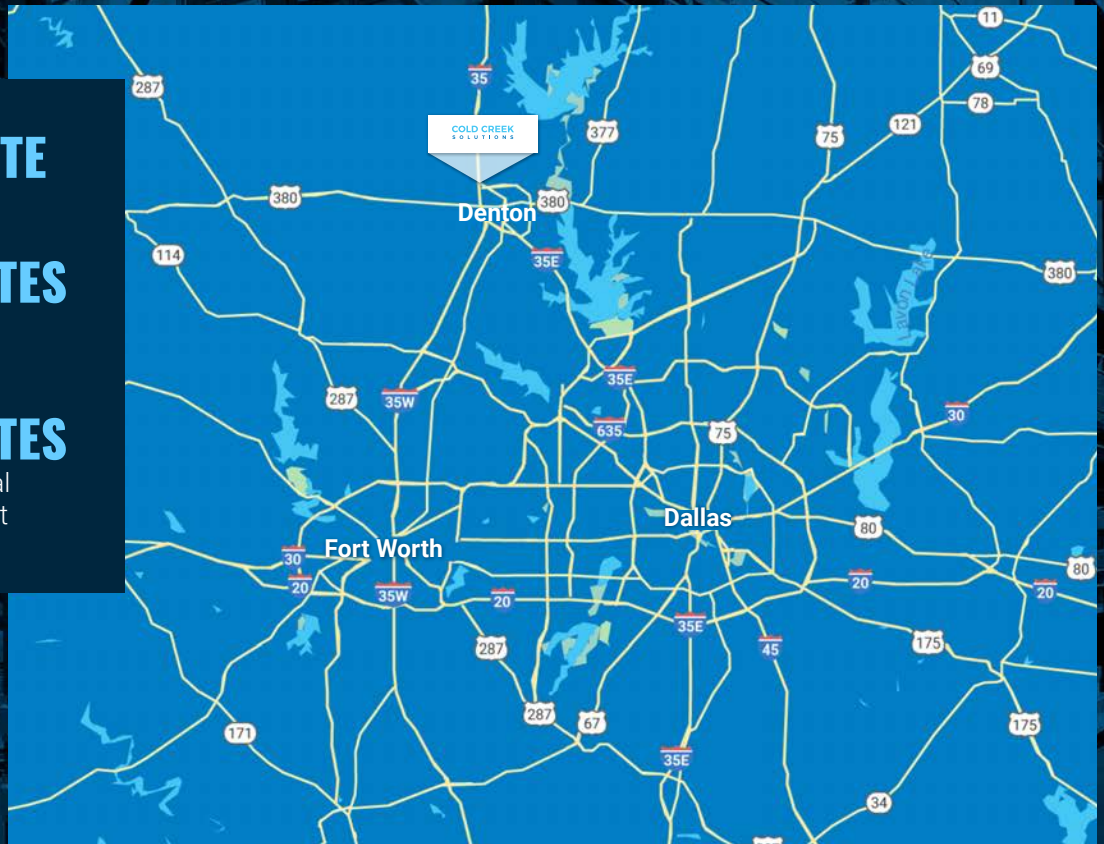 11
69
35
287
78
COLD CREEK
SOLUTIONS
121
377
75
TE
380
380
Denton
114
35E
TES
380
Lavon Lake
35E
287
35W
30
635
75
TES
al
t
Dallas
80
Fort Worth
30
80
20
20
20
35W
20
35E
45
175
287
287
67
175
171
35E
34